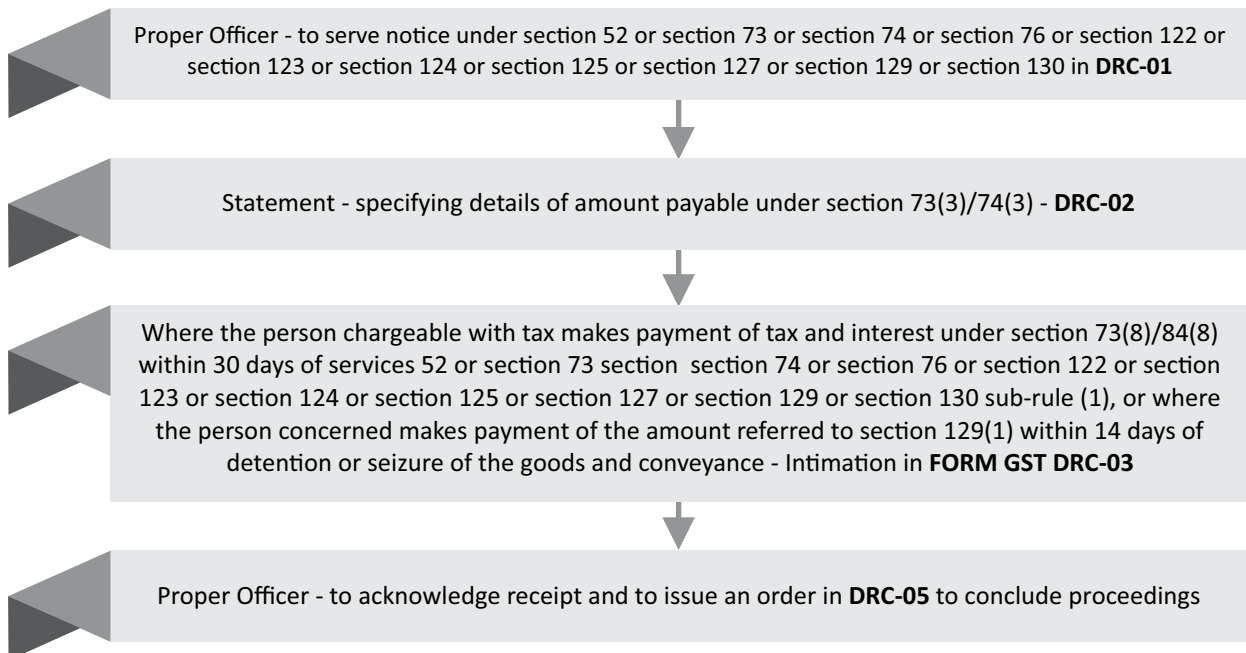 Proper Officer - to serve notice under section 52 or section 73 or section 74 or section 76 or section 122 or
section 123 or section 124 or section 125 or section 127 or section 129 or section 130 in DRC-01
Statement - specifying details of amount payable under section 73(3)/74(3) - DRC-02
Where the person chargeable with tax makes payment of tax and interest under section 73(8)/84(8)
within 30 days of services 52 or section 73 section  section 74 or section 76 or section 122 or section
123 or section 124 or section 125 or section 127 or section 129 or section 130 sub-rule (1), or where
the person concerned makes payment of the amount referred to section 129(1) within 14 days of
detention or seizure of the goods and conveyance - Intimation in FORM GST DRC-03
Proper Officer - to acknowledge receipt and to issue an order in DRC-05 to conclude proceedings